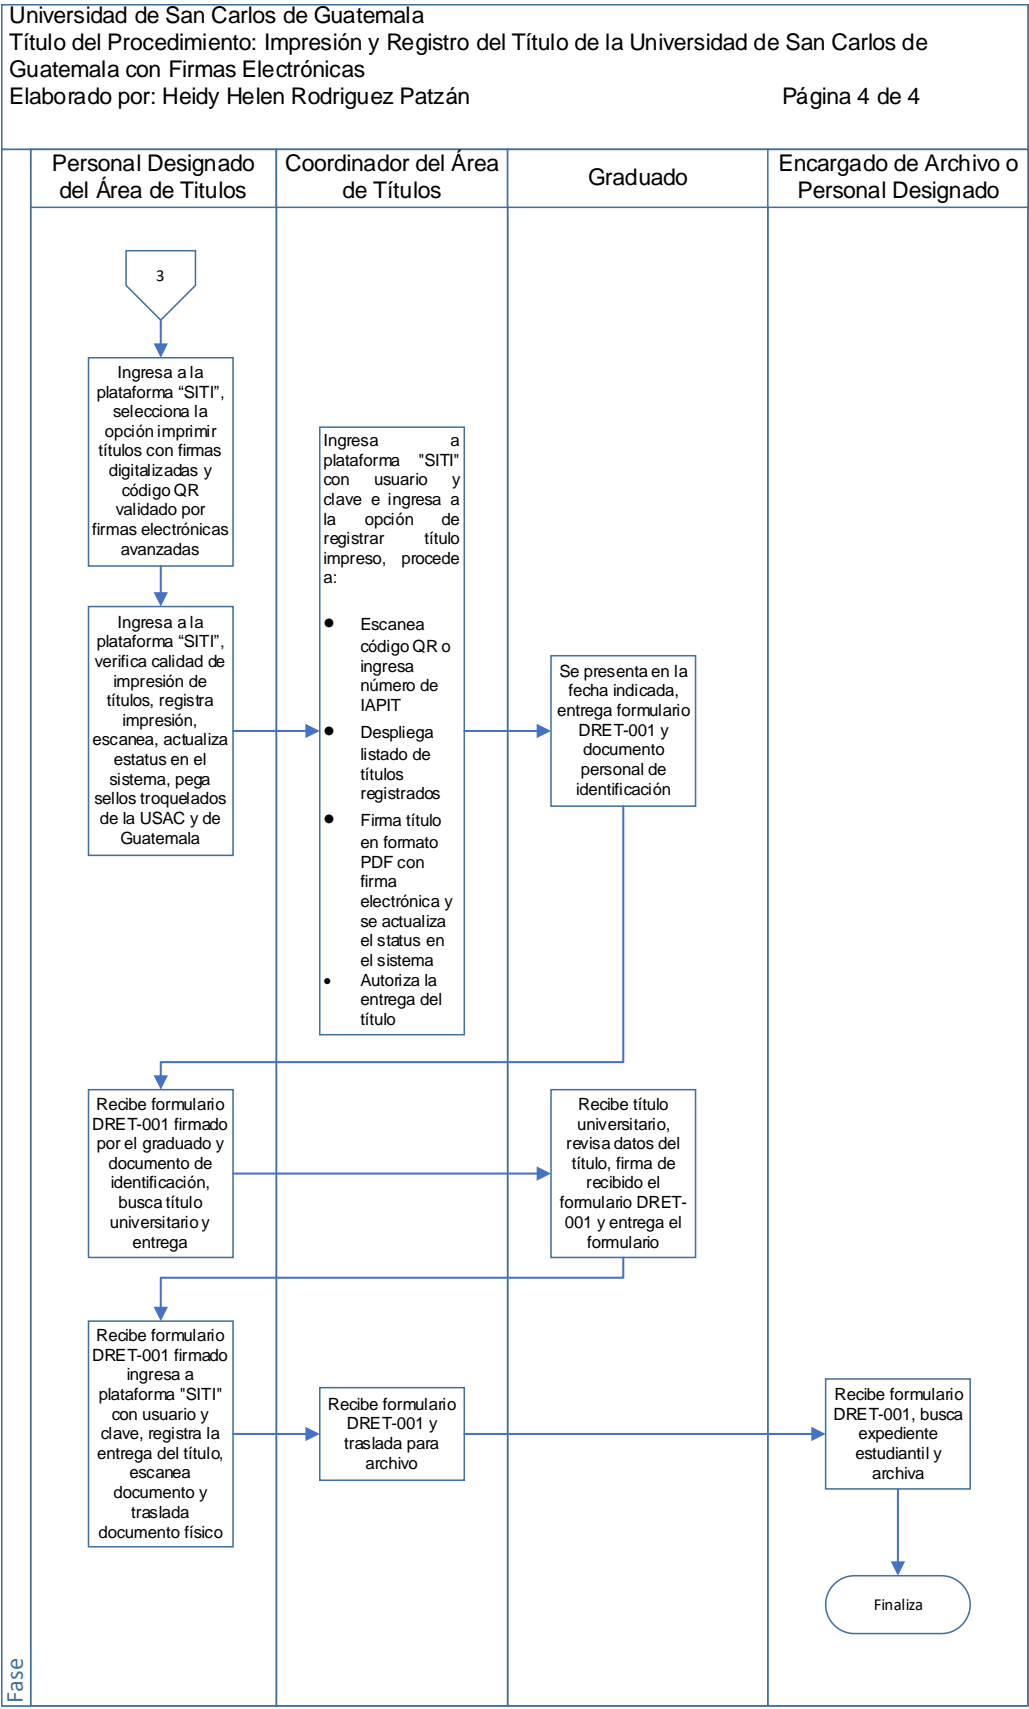 Universidad de San Carlos de Guatemala
Título del Procedimiento: Impresión y Registro del Título de la Universidad de San Carlos de
Guatemala con Firmas Electrónicas
Elaborado por: Heidy Helen Rodriguez Patzán Página 4 de 4
Personal Designado
del Área de Titulos
Coordinador del Área
de Títulos
Graduado
Encargado de Archivo o
Personal Designado
3
Ingresa a la
plataforma “SITI”,
selecciona la
opción imprimir
títulos con firmas
digitalizadas y
código QR
validado por
firmas electrónicas
avanzadas
Ingresa a la
plataforma “SITI”,
verifica calidad de
impresión de
títulos, registra
impresión,
escanea, actualiza
estatus en el
sistema, pega
sellos troquelados
de la USAC y de
Guatemala
Ingresa a
plataforma "SITI"
con usuario y
clave e ingresa a
la opción de
registrar título
impreso, procede
a:
● Escanea
código QR o
ingresa
número de
IAPIT
● Despliega
listado de
títulos
registrados
● Firma título
en formato
PDF con
firma
electrónica y
se actualiza
el status en
el sistema
• Autoriza la
entrega del
título
Se presenta en la
fecha indicada,
entrega formulario
DRET-001 y
documento
personal de
identificación
Recibe formulario
DRET-001 firmado
por el graduado y
documento de
identificación,
busca título
universitario y
entrega
Recibe título
universitario,
revisa datos del
título, firma de
recibido el
formulario DRET-
001 y entrega el
formulario
Recibe formulario
DRET-001 firmado
ingresa a
plataforma "SITI"
con usuario y
clave, registra la
entrega del título,
escanea
documento y
traslada
documento físico
Recibe formulario
DRET-001 y
traslada para
archivo
Recibe formulario
DRET-001, busca
expediente
estudiantil y
archiva
Finaliza
Fase